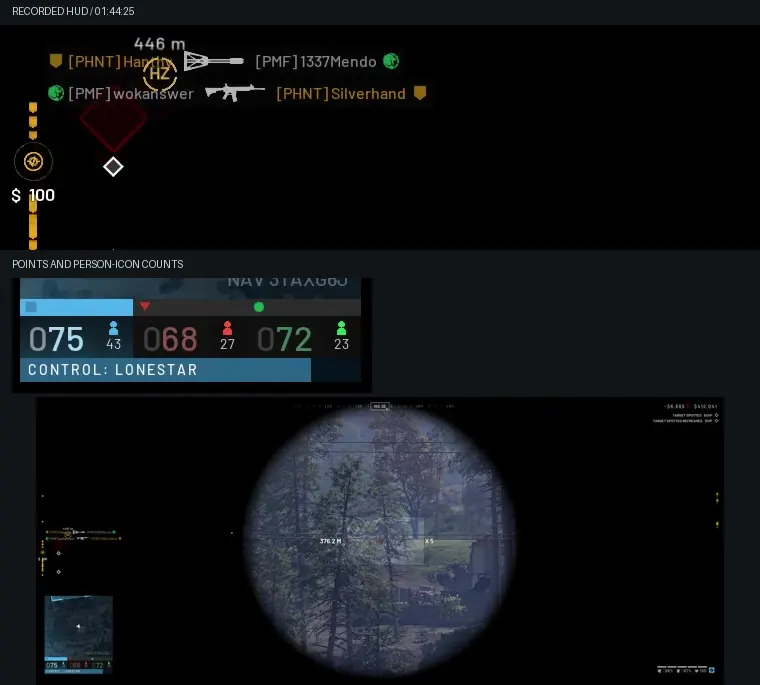 RECORDED HUD / 01:44:25
446 m
[PHNT] [PMF] 1337Mendo
HZ
[PMF] wokanswer [PHNT] Silverhand
$ 100
POINTS AND PERSON-ICON COUNTS
075 43 068 27 072 23
CONTROL: LONESTAR
376.2 M X 5
075 068 072